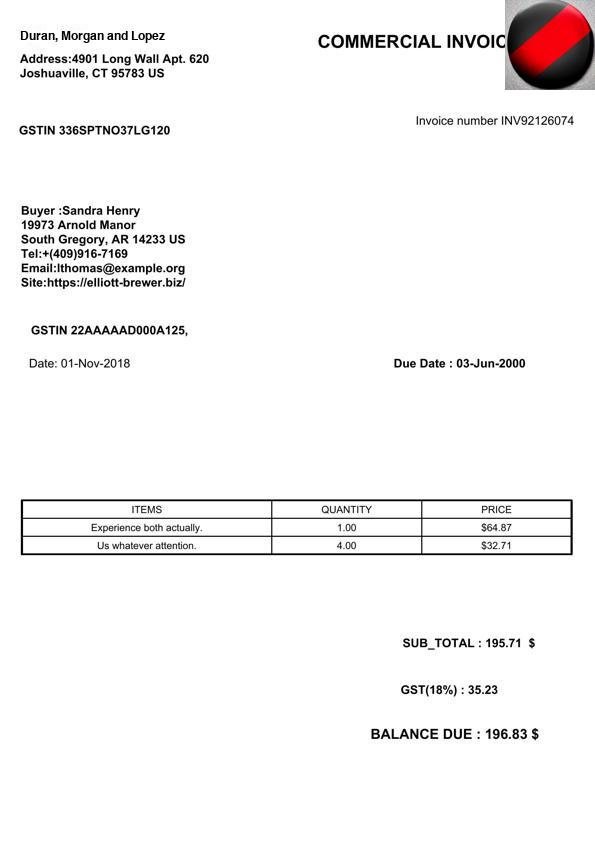 Duran, Morgan and Lopez
COMMERCIAL INVOIC
Address:4901 Long Wall Apt. 620
Joshuaville, CT 95783 US
Invoice number INV92126074
GSTIN 336SPTNO37LG120
Buyer :Sandra Henry
19973 Arnold Manor
South Gregory, AR 14233 US
Tel:+(409)916-7169
Email:lthomas@example.org
Site:https://elliott-brewer.biz/
GSTIN 22AAAAAD000A125,
Date: 01-Nov-2018 Due Date : 03-Jun-2000
ITEMS QUANTITY PRICE
Experience both actually. 1.00 $64.87
Us whatever attention. 4.00 $32.71
SUB_TOTAL : 195.71 $
GST(18%) : 35.23
BALANCE DUE : 196.83 $